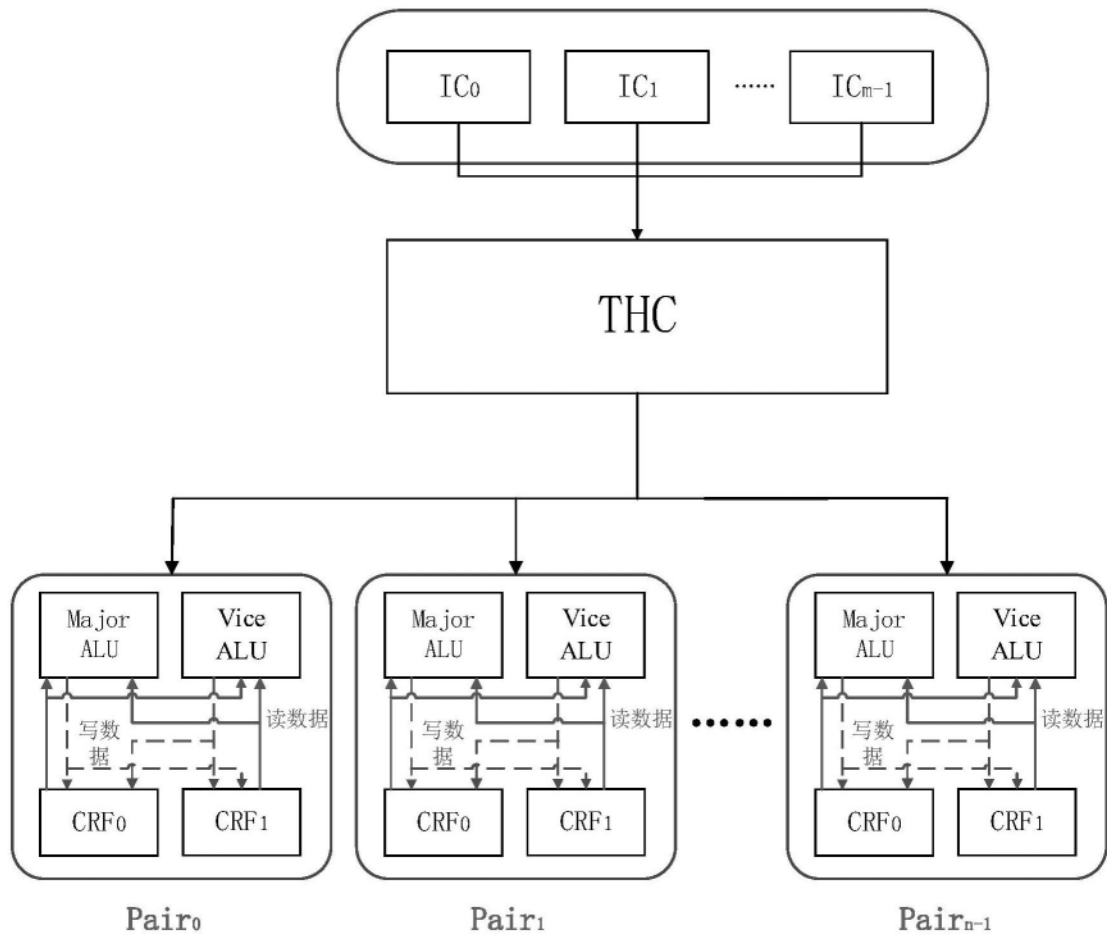 IC₀ IC₁ ······ ICₘ₋₁
THC
Major ALU
Vice ALU
读数据
写数据
CRF₀
CRF₁
Pair₀
Major ALU
Vice ALU
读数据
写数据
CRF₀
CRF₁
Pair₁
······
Major ALU
Vice ALU
读数据
写数据
CRF₀
CRF₁
Pairₙ₋₁